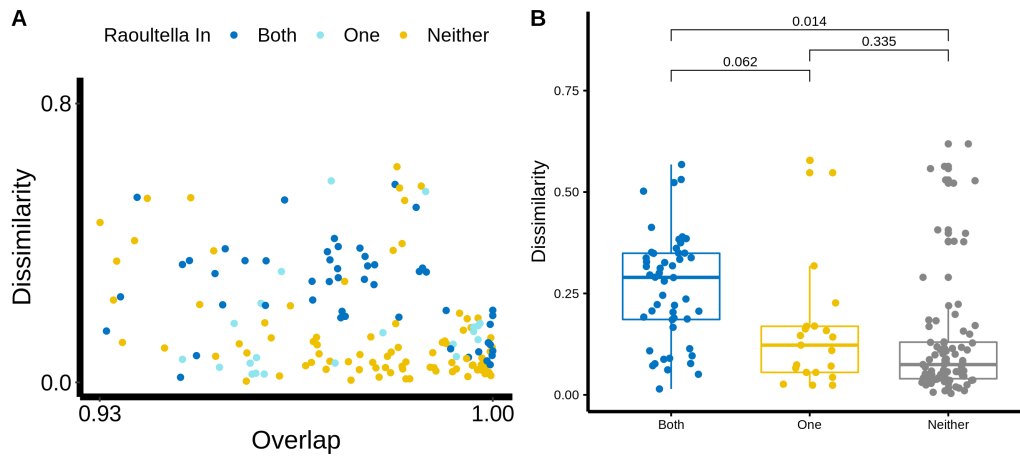 A
Raoultella In Both One Neither
Dissimilarity
0.8
0.0
0.93 1.00
Overlap
B
0.014
0.335
0.062
Dissimilarity
0.75
0.50
0.25
0.00
Both One Neither